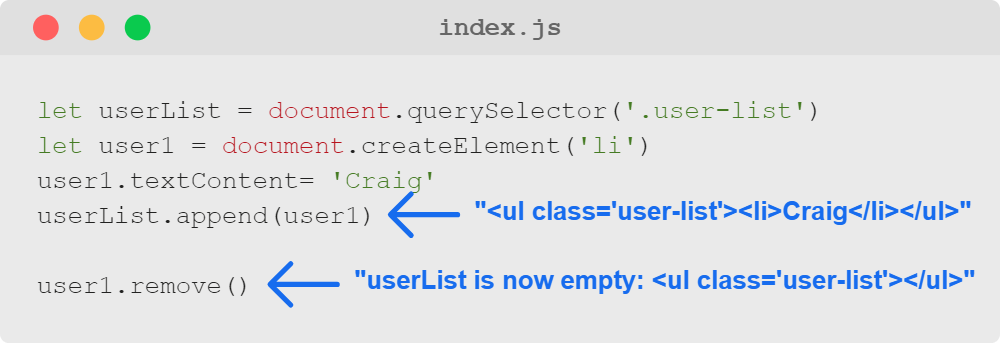 index.js
let userList = document.querySelector('.user-list')
let user1 = document.createElement('li')
user1.textContent= 'Craig'
userList.append(user1) "<ul class='user-list'><li>Craig</li></ul>"
user1.remove() "userList is now empty: <ul class='user-list'></ul>"